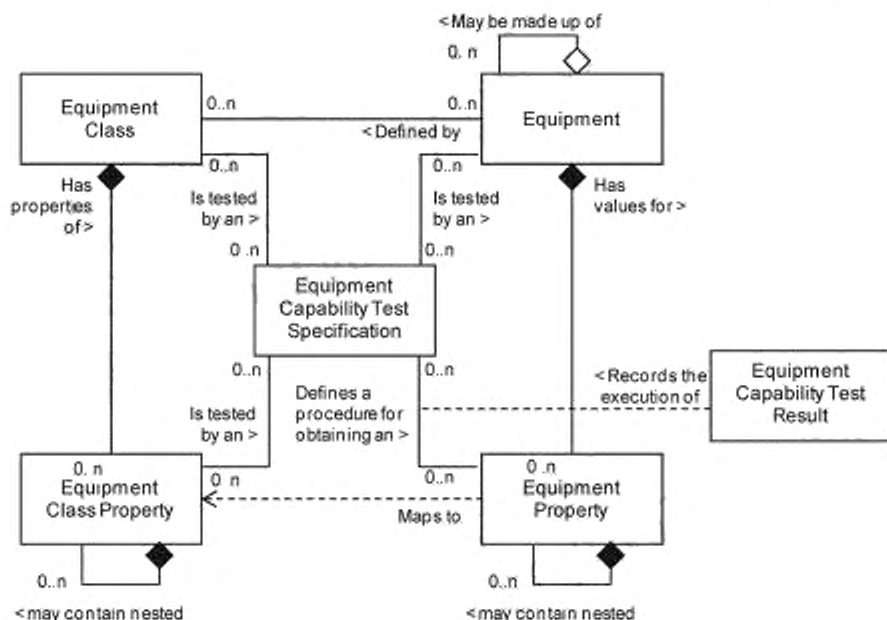 <May be made up of
0. n
Equipment
Class
0..n
0..n
<Defined by
Equipment
0..n
0..n
Has
properties
of>
Is tested
by an >
Is tested
by an >
Has
values for >
0 .n
0..n
Equipment
Capability Test
Specification
0..n
0..n
Defines a
procedure for
obtaining an >
Is tested
by an >
<Records the
execution of
Equipment
Capability Test
Result
0. n
Equipment
Class Property
0 n
0..n
0 .n
Equipment
Property
Maps to
0..n
0..n
<may contain nested
<may contain nested